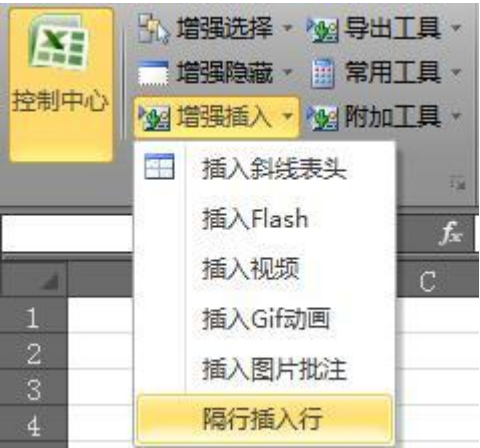 控制中心
增强选择 导出工具
增强隐藏 常用工具
增强插入 附加工具
插入斜线表头
插入Flash
插入视频
插入Gif动画
插入图片批注
隔行插入行
fx
C
1
2
3
4